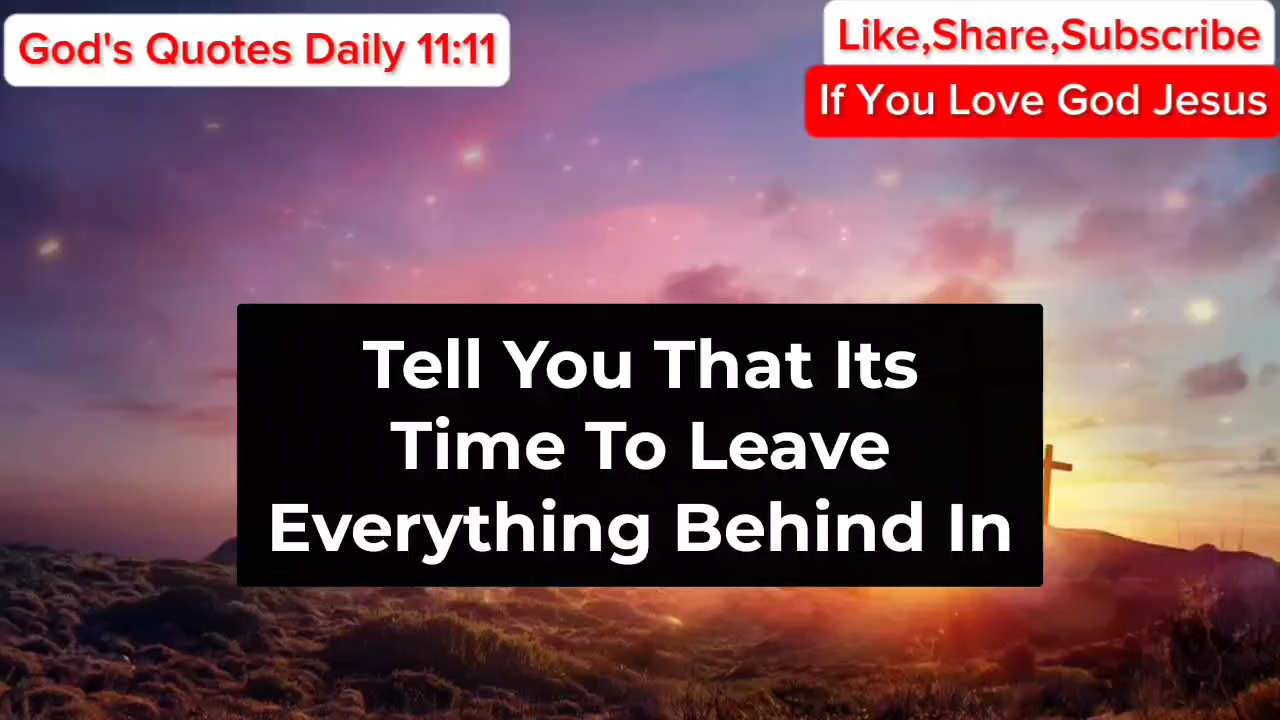 God's Quotes Daily 11:11
Like,Share,Subscribe
If You Love God Jesus
Tell You That Its
Time To Leave
Everything Behind In